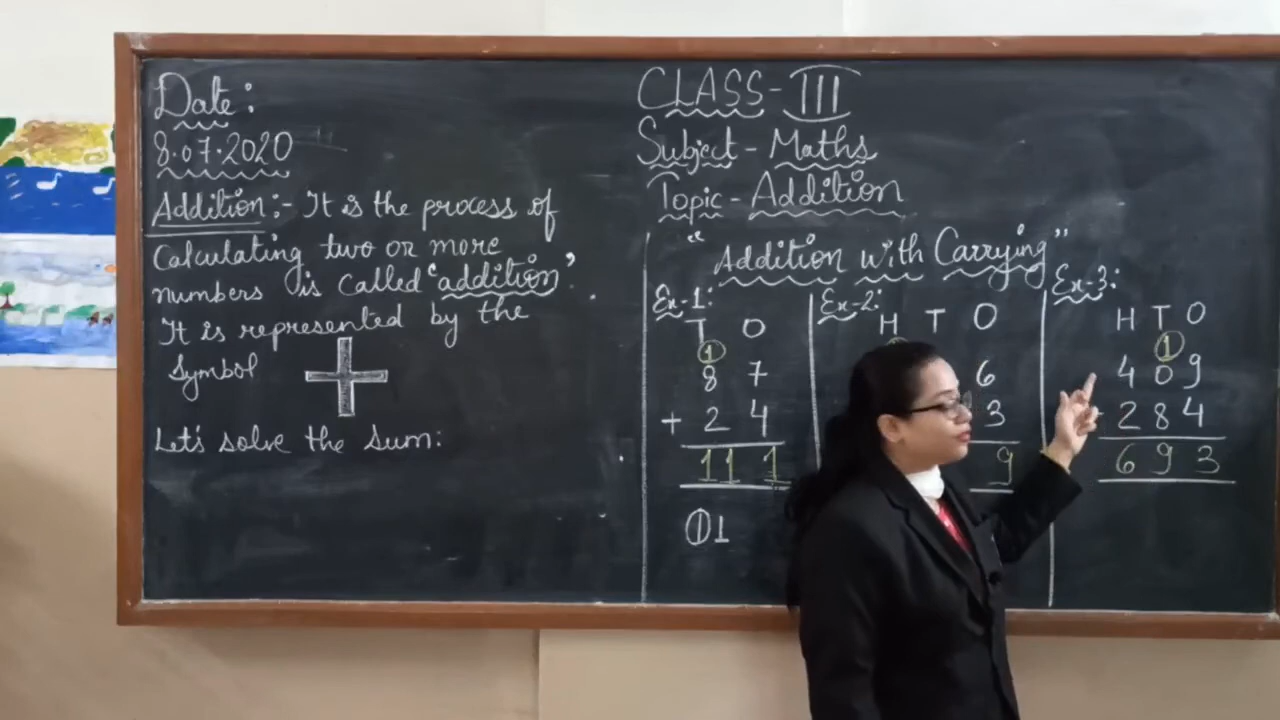 Date:
8.07.2020
Addition:- It is the process of
Calculating two or more
numbers is called "addition".
It is represented by the
Symbol +
Let's solve the Sum:
CLASS - III
Subject - Maths
Topic - Addition
"Addition with Carrying"
Ex-1:
T O
1
8 7
+ 2 4
11 1
1 1
Ex-2:
H T O
6
3
9
Ex-3:
H T O
1
4 0 9
2 8 4
6 9 3